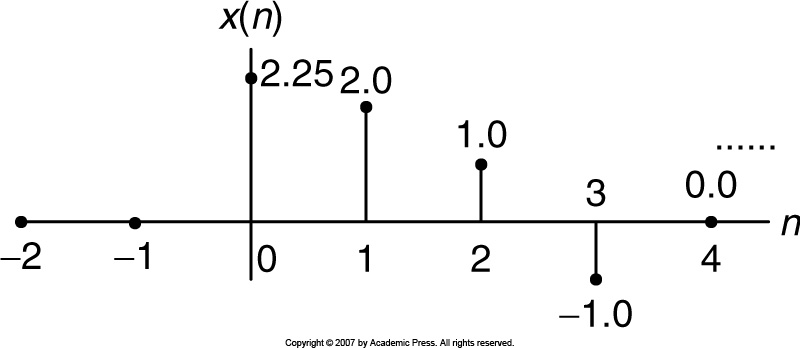 x(n)
2.25 2.0
1.0
......
3 0.0
n
−2 −1 0 1 2 4
−1.0
Copyright © 2007 by Academic Press. All rights reserved.